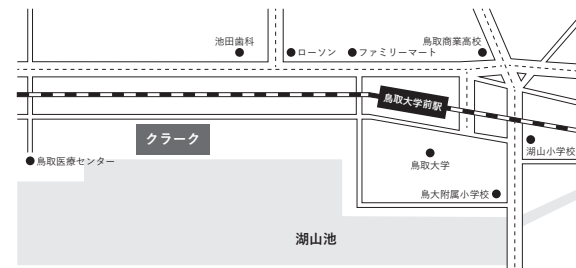 池田歯科
ローソン
ファミリーマート
鳥取商業高校
鳥取大学前駅
クラーク
湖山小学校
鳥取医療センター
鳥取大学
鳥大附属小学校
湖山池